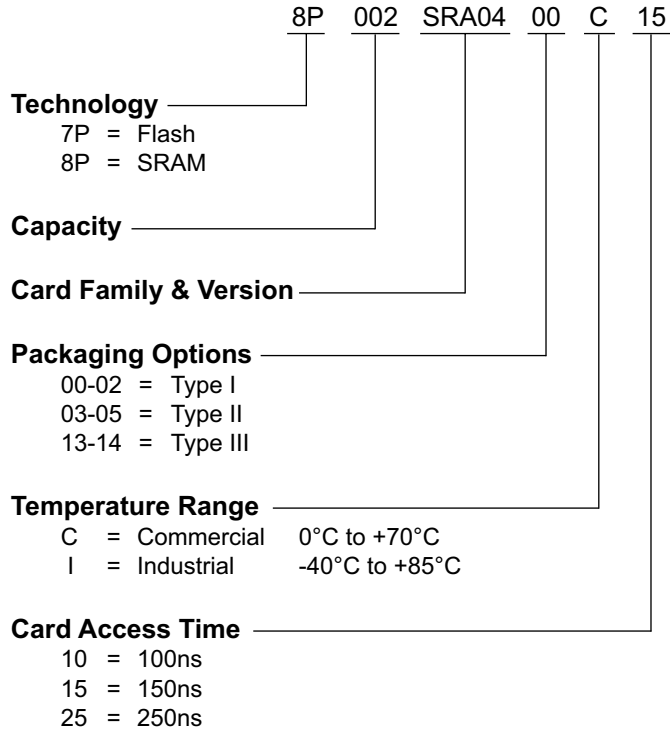 8P 002 SRA04 00 C 15
Technology
7P = Flash
8P = SRAM
Capacity
Card Family & Version
Packaging Options
00-02 = Type I
03-05 = Type II
13-14 = Type III
Temperature Range
C = Commercial 0°C to +70°C
I = Industrial -40°C to +85°C
Card Access Time
10 = 100ns
15 = 150ns
25 = 250ns